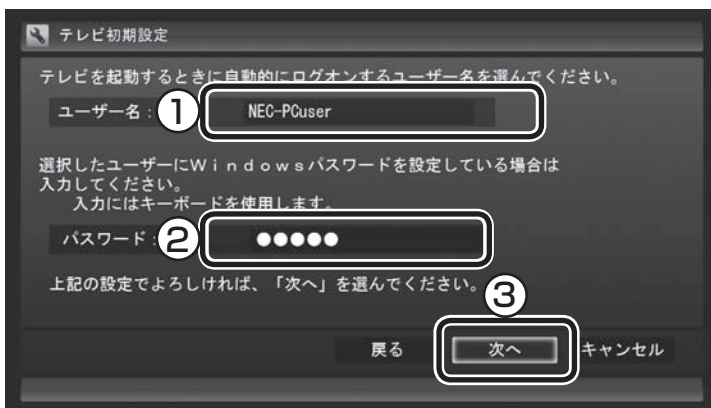 テレビ初期設定
テレビを起動するときに自動的にログオンするユーザー名を選んでください。
ユーザー名： ① NEC-PCuser
選択したユーザーにＷｉｎｄｏｗｓパスワードを設定している場合は
入力してください。
入力にはキーボードを使用します。
パスワード： ② ●●●●●
上記の設定でよろしければ、「次へ」を選んでください。
③
戻る 次へ キャンセル